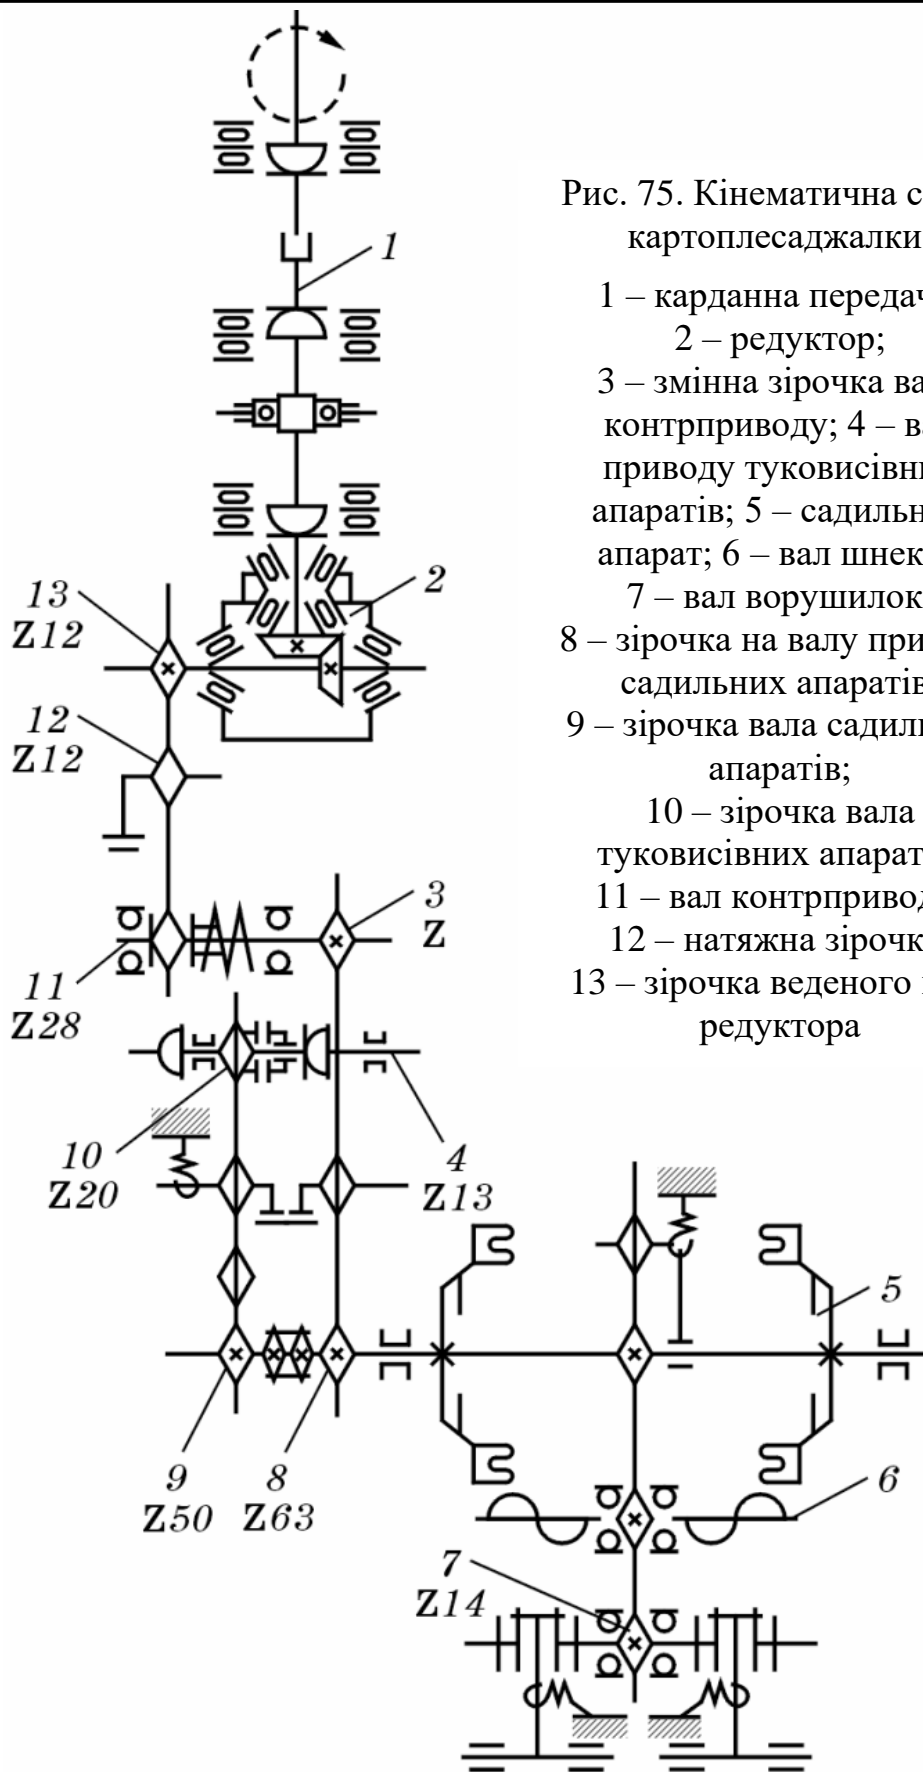 Рис. 75. Кінематична с
картоплесаджалки
1 – карданна передач
2 – редуктор;
3 – змінна зірочка ва
контрприводу; 4 – ва
приводу туковисівни
апаратів; 5 – садильн
апарат; 6 – вал шнек
7 – вал ворушилок
8 – зірочка на валу при
садильних апаратів
9 – зірочка вала садиль
апаратів;
10 – зірочка вала
туковисівних апарат
11 – вал контрпривод
12 – натяжна зірочк
13 – зірочка веденого
редуктора
1
2
13
Z12
12
Z12
3
Z
11
Z28
10
Z20
4
Z13
5
9
Z50
8
Z63
6
7
Z14